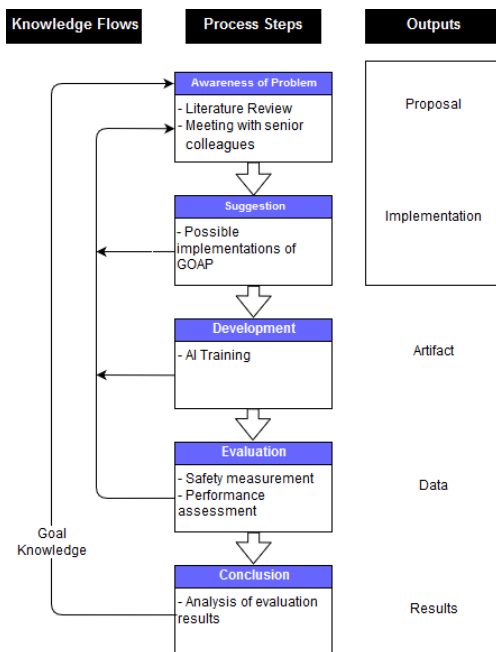 Knowledge Flows
Process Steps
Outputs
Awareness of Problem
- Literature Review
- Meeting with senior
colleagues
Proposal
Suggestion
- Possible
implementations of
GOAP
Implementation
Development
- AI Training
Artifact
Evaluation
- Safety measurement
- Performance
assessment
Data
Goal
Knowledge
Conclusion
- Analysis of evaluation
results
Results